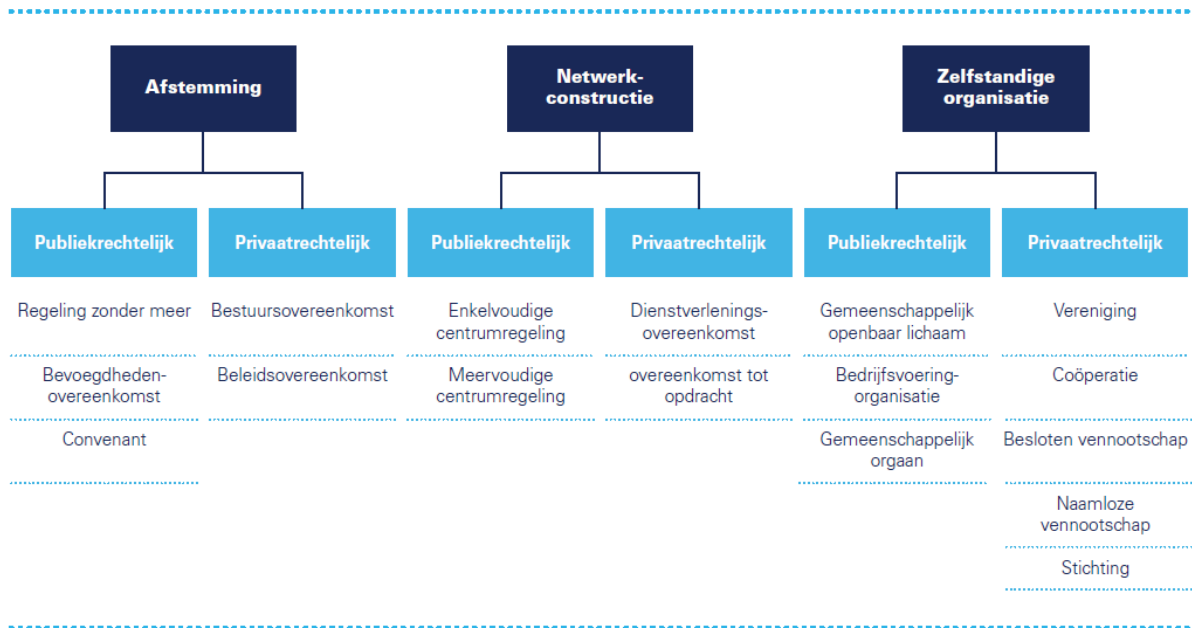 Afstemming
Netwerk-
constructie
Zelfstandige
organisatie
Publiekrechtelijk
Privaatrechtelijk
Publiekrechtelijk
Privaatrechtelijk
Publiekrechtelijk
Privaatrechtelijk
Regeling zonder meer
Bevoegdheden-
overeenkomst
Convenant
Bestuursovereenkomst
Beleidsovereenkomst
Enkelvoudige
centrumregeling
Meervoudige
centrumregeling
Dienstverlenings-
overeenkomst
overeenkomst tot
opdracht
Gemeenschappelijk
openbaar lichaam
Bedrijfsvoering-
organisatie
Gemeenschappelijk
orgaan
Vereniging
Coöperatie
Besloten vennootschap
Naamloze
vennootschap
Stichting